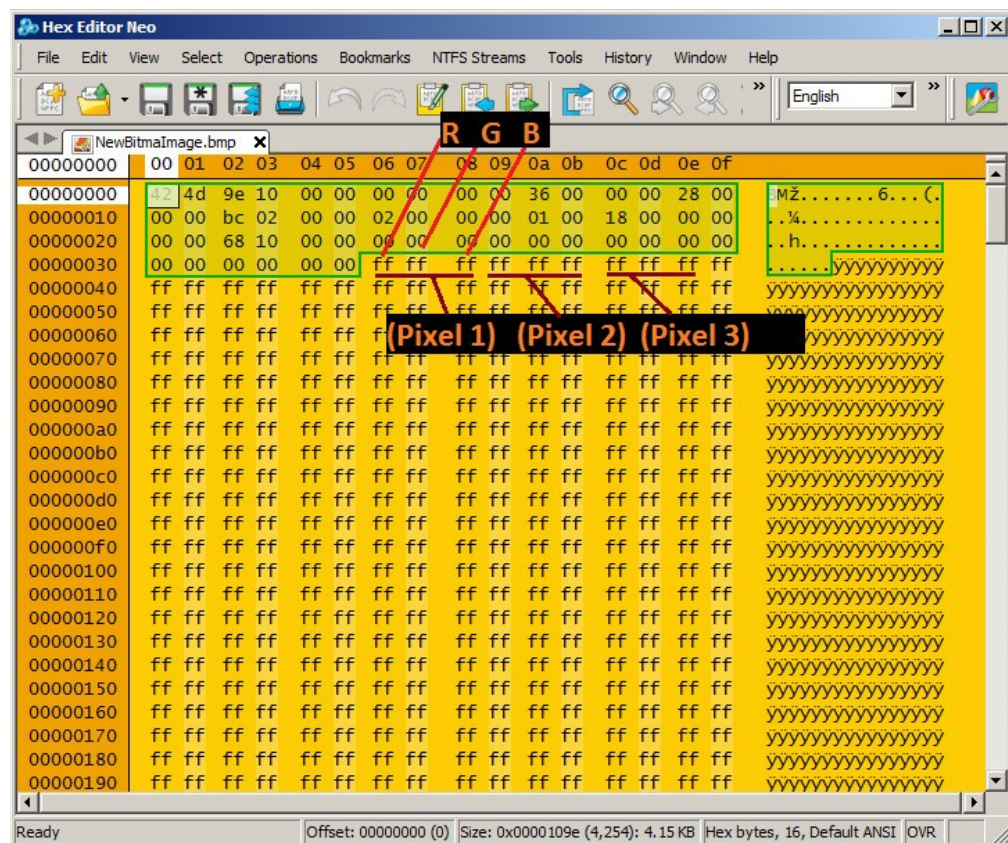 Hex Editor Neo
File Edit View Select Operations Bookmarks NTFS Streams Tools History Window Help
» English »
NewBitmaImage.bmp
R G B
00000000 00 01 02 03 04 05 06 07 08 09 0a 0b 0c 0d 0e 0f
00000000 42 4d 9e 10 00 00 00 00 00 00 36 00 00 00 28 00 BMž.......6...(.
00000010 00 00 bc 02 00 00 02 00 00 00 01 00 18 00 00 00 ..¼.............
00000020 00 00 68 10 00 00 00 00 00 00 00 00 00 00 00 00 ..h.............
00000030 00 00 00 00 00 00 ff ff ff ff ff ff ff ff ff ff ......ÿÿÿÿÿÿÿÿÿÿ
00000040 ff ff ff ff ff ff ff ff ff ff ff ff ff ff ff ff ÿÿÿÿÿÿÿÿÿÿÿÿÿÿÿÿ
00000050 ff ff ff ff ff ff ff ff ff ff ff ff ff ff ff ff ÿÿÿÿÿÿÿÿÿÿÿÿÿÿÿÿ
00000060 ff ff ff ff ff ff
(Pixel 1) (Pixel 2) (Pixel 3)
00000070 ff ff ff ff ff ff ff ff ff ff ff ff ff ff ff ff ÿÿÿÿÿÿÿÿÿÿÿÿÿÿÿÿ
00000080 ff ff ff ff ff ff ff ff ff ff ff ff ff ff ff ff ÿÿÿÿÿÿÿÿÿÿÿÿÿÿÿÿ
00000090 ff ff ff ff ff ff ff ff ff ff ff ff ff ff ff ff ÿÿÿÿÿÿÿÿÿÿÿÿÿÿÿÿ
000000a0 ff ff ff ff ff ff ff ff ff ff ff ff ff ff ff ff ÿÿÿÿÿÿÿÿÿÿÿÿÿÿÿÿ
000000b0 ff ff ff ff ff ff ff ff ff ff ff ff ff ff ff ff ÿÿÿÿÿÿÿÿÿÿÿÿÿÿÿÿ
000000c0 ff ff ff ff ff ff ff ff ff ff ff ff ff ff ff ff ÿÿÿÿÿÿÿÿÿÿÿÿÿÿÿÿ
000000d0 ff ff ff ff ff ff ff ff ff ff ff ff ff ff ff ff ÿÿÿÿÿÿÿÿÿÿÿÿÿÿÿÿ
000000e0 ff ff ff ff ff ff ff ff ff ff ff ff ff ff ff ff ÿÿÿÿÿÿÿÿÿÿÿÿÿÿÿÿ
000000f0 ff ff ff ff ff ff ff ff ff ff ff ff ff ff ff ff ÿÿÿÿÿÿÿÿÿÿÿÿÿÿÿÿ
00000100 ff ff ff ff ff ff ff ff ff ff ff ff ff ff ff ff ÿÿÿÿÿÿÿÿÿÿÿÿÿÿÿÿ
00000110 ff ff ff ff ff ff ff ff ff ff ff ff ff ff ff ff ÿÿÿÿÿÿÿÿÿÿÿÿÿÿÿÿ
00000120 ff ff ff ff ff ff ff ff ff ff ff ff ff ff ff ff ÿÿÿÿÿÿÿÿÿÿÿÿÿÿÿÿ
00000130 ff ff ff ff ff ff ff ff ff ff ff ff ff ff ff ff ÿÿÿÿÿÿÿÿÿÿÿÿÿÿÿÿ
00000140 ff ff ff ff ff ff ff ff ff ff ff ff ff ff ff ff ÿÿÿÿÿÿÿÿÿÿÿÿÿÿÿÿ
00000150 ff ff ff ff ff ff ff ff ff ff ff ff ff ff ff ff ÿÿÿÿÿÿÿÿÿÿÿÿÿÿÿÿ
00000160 ff ff ff ff ff ff ff ff ff ff ff ff ff ff ff ff ÿÿÿÿÿÿÿÿÿÿÿÿÿÿÿÿ
00000170 ff ff ff ff ff ff ff ff ff ff ff ff ff ff ff ff ÿÿÿÿÿÿÿÿÿÿÿÿÿÿÿÿ
00000180 ff ff ff ff ff ff ff ff ff ff ff ff ff ff ff ff ÿÿÿÿÿÿÿÿÿÿÿÿÿÿÿÿ
00000190 ff ff ff ff ff ff ff ff ff ff ff ff ff ff ff ff ÿÿÿÿÿÿÿÿÿÿÿÿÿÿÿÿ
Ready Offset: 00000000 (0) Size: 0x0000109e (4,254): 4.15 KB Hex bytes, 16, Default ANSI OVR